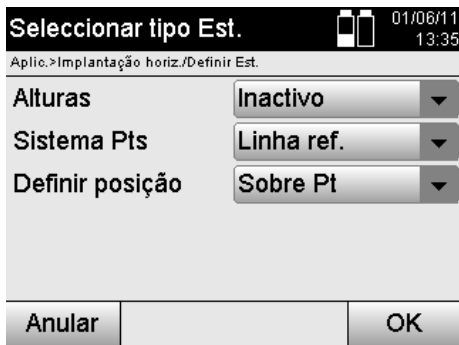 Seleccionar tipo Est.
01/06/11
13:35
Aplic.>Implantação horiz./Definir Est.
Alturas Inactivo
Sistema Pts Linha ref.
Definir posição Sobre Pt
Anular OK